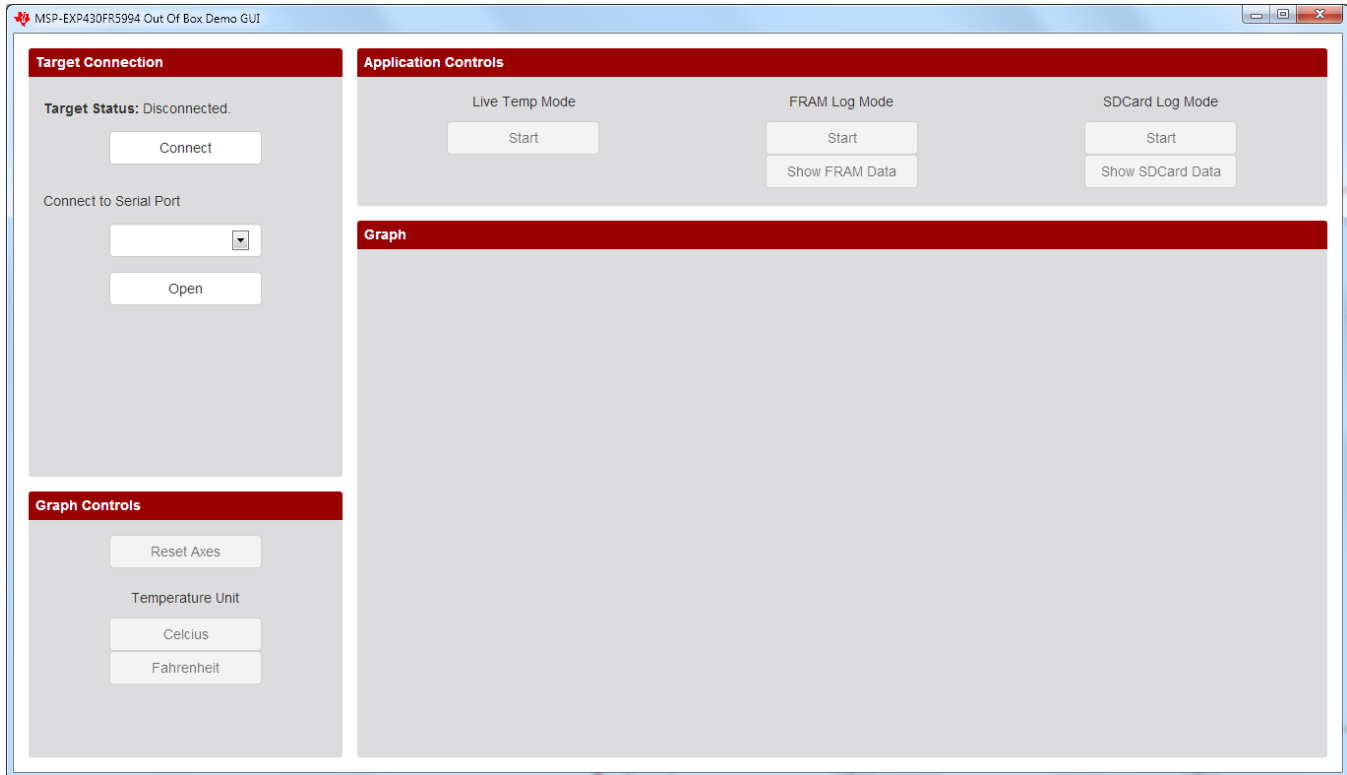 MSP-EXP430FR5994 Out Of Box Demo GUI
Target Connection
Target Status: Disconnected.
Connect
Connect to Serial Port
Open
Graph Controls
Reset Axes
Temperature Unit
Celcius
Fahrenheit
Application Controls
Live Temp Mode
Start
FRAM Log Mode
Start
Show FRAM Data
SDCard Log Mode
Start
Show SDCard Data
Graph